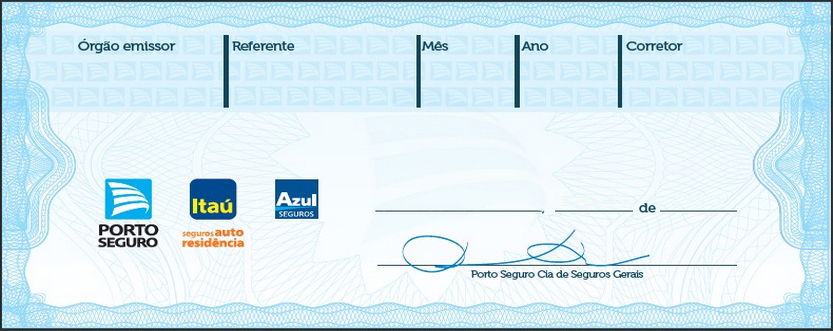 Órgão emissor Referente Mês Ano Corretor
PORTO
SEGURO
Itaú
seguros auto
residência
Azul
SEGUROS
, de
Porto Seguro Cia de Seguros Gerais